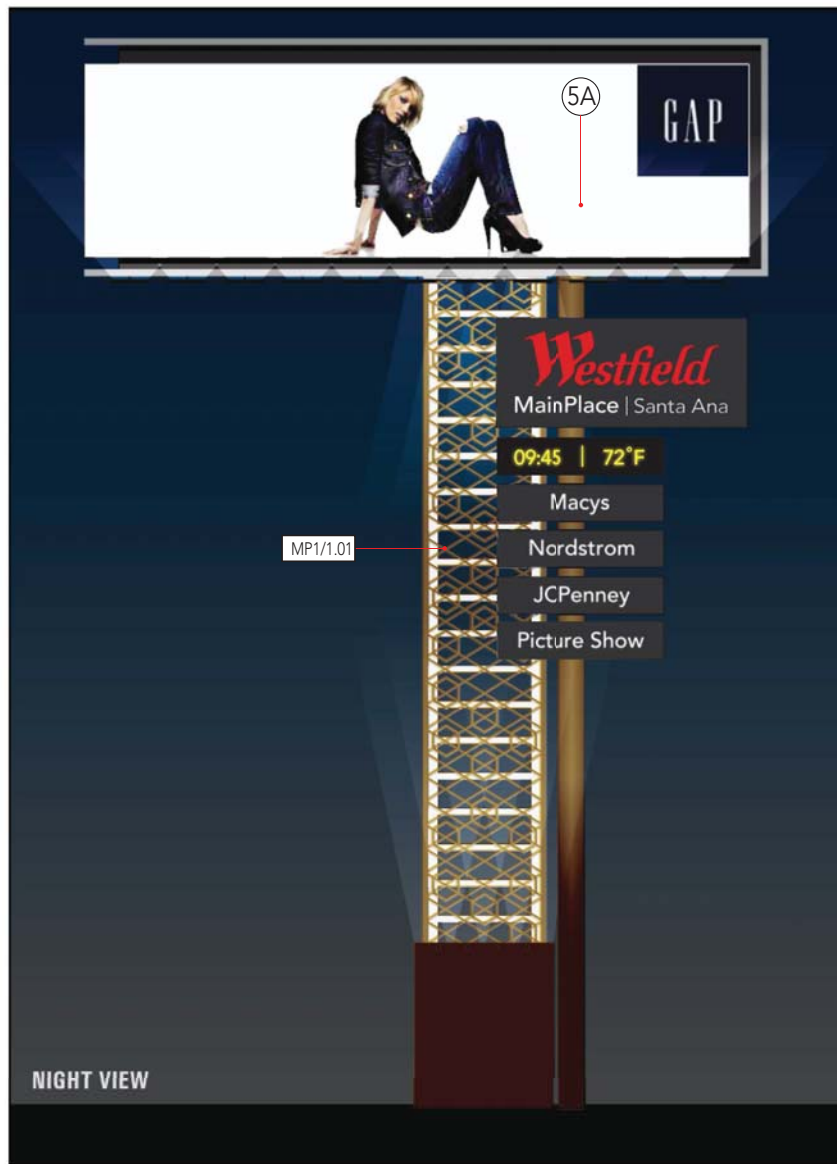 5A
GAP
Westfield
MainPlace | Santa Ana
09:45 | 72°F
Macys
MP1/1.01
Nordstrom
JCPenney
Picture Show
NIGHT VIEW